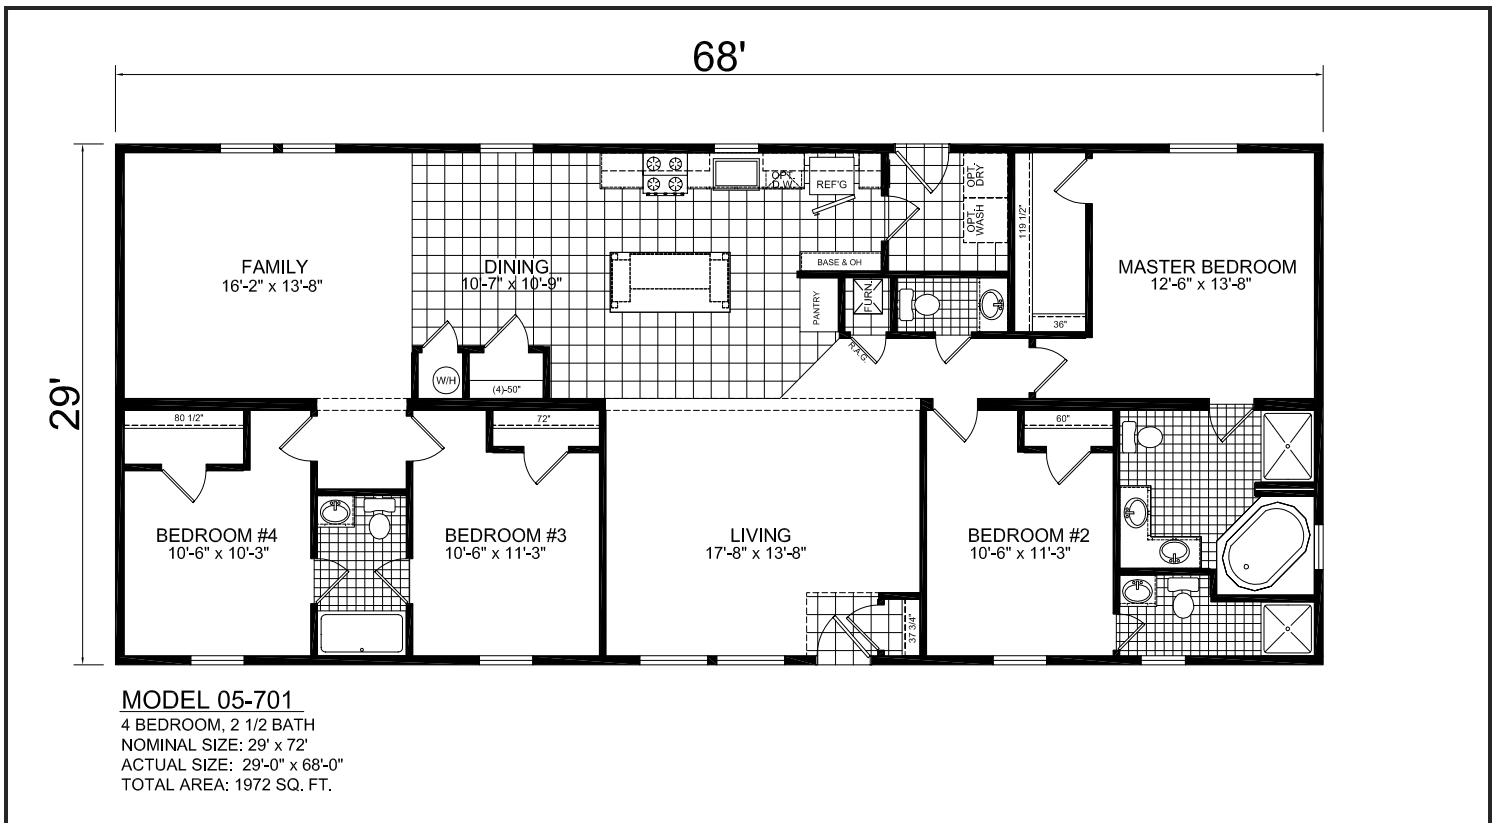 68'
29'
FAMILY
16'-2" x 13'-8"
DINING
10'-7" x 10'-9"
OPT.
D.W.
REF'G
BASE & OH
PANTRY
FURN.
R.A.G.
OPT.
DRY
OPT.
WASH
119 1/2"
36"
MASTER BEDROOM
12'-6" x 13'-8"
W/H
(4)-50"
80 1/2"
72"
60"
BEDROOM #4
10'-6" x 10'-3"
BEDROOM #3
10'-6" x 11'-3"
LIVING
17'-8" x 13'-8"
37 3/4"
BEDROOM #2
10'-6" x 11'-3"
MODEL 05-701
4 BEDROOM, 2 1/2 BATH
NOMINAL SIZE: 29' x 72'
ACTUAL SIZE: 29'-0" x 68'-0"
TOTAL AREA: 1972 SQ. FT.